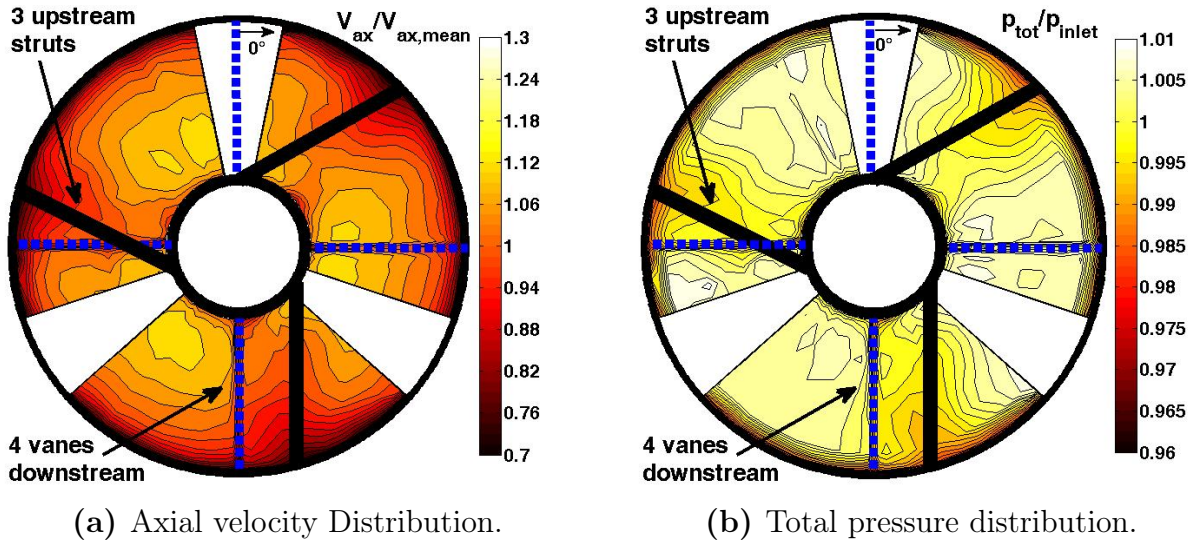 3 upstream
struts
V_ax/V_ax,mean
0°
1.3
1.24
1.18
1.12
1.06
1
0.94
0.88
0.82
0.76
0.7
4 vanes
downstream
(a) Axial velocity Distribution.
3 upstream
struts
p_tot/p_inlet
0°
1.01
1.005
1
0.995
0.99
0.985
0.98
0.975
0.97
0.965
0.96
4 vanes
downstream
(b) Total pressure distribution.